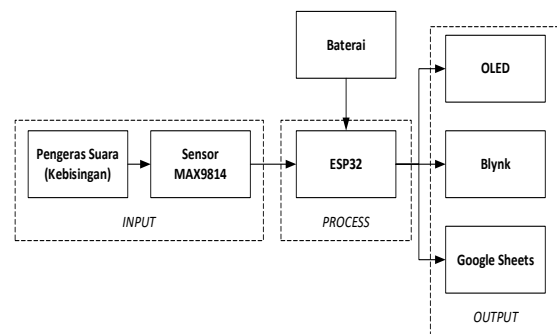 Baterai
OLED
Pengeras Suara
(Kebisingan)
Sensor
MAX9814
ESP32
Blynk
Google Sheets
INPUT
PROCESS
OUTPUT